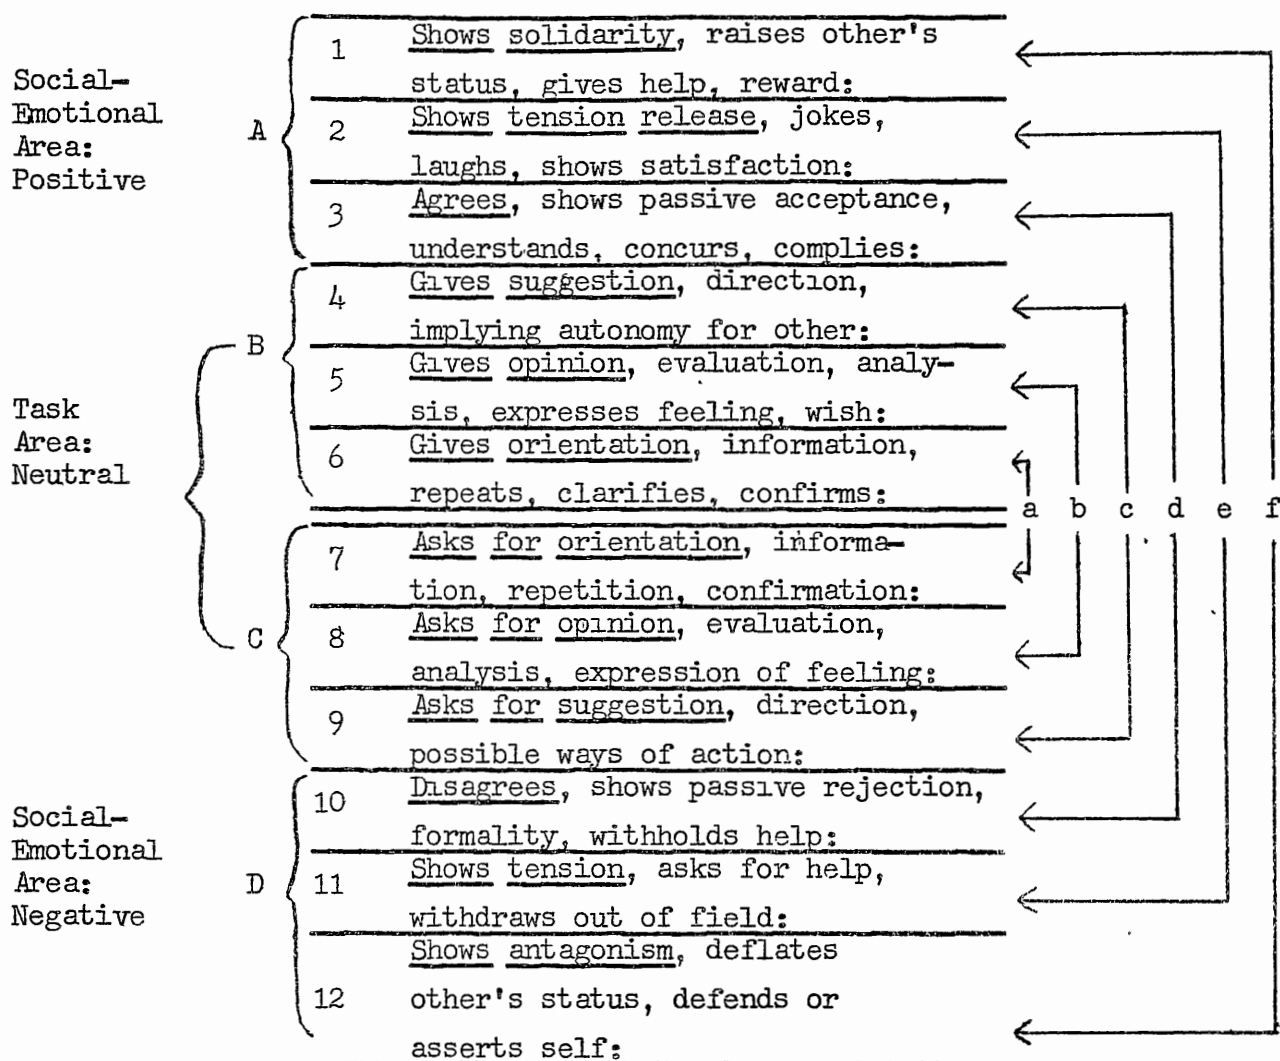 Social-
Emotional
Area:
Positive
A
1 Shows solidarity, raises other's
status, gives help, reward:
2 Shows tension release, jokes,
laughs, shows satisfaction:
3 Agrees, shows passive acceptance,
understands, concurs, complies:
Task
Area:
Neutral
B
4 Gives suggestion, direction,
implying autonomy for other:
5 Gives opinion, evaluation, analy-
sis, expresses feeling, wish:
6 Gives orientation, information,
repeats, clarifies, confirms:
a b c d e f
C
7 Asks for orientation, informa-
tion, repetition, confirmation:
8 Asks for opinion, evaluation,
analysis, expression of feeling:
9 Asks for suggestion, direction,
possible ways of action:
Social-
Emotional
Area:
Negative
D
10 Disagrees, shows passive rejection,
formality, withholds help:
11 Shows tension, asks for help,
withdraws out of field:
12 Shows antagonism, deflates
other's status, defends or
asserts self: